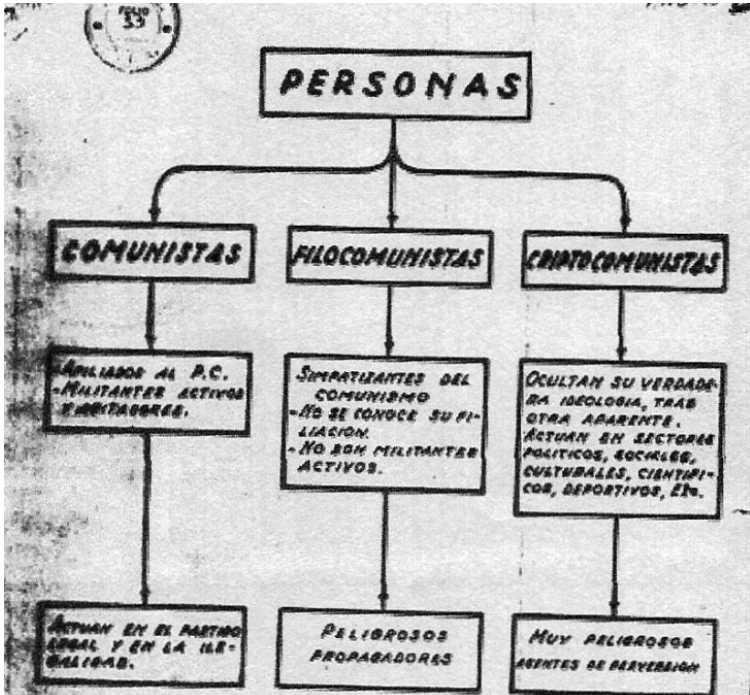 FOLIO
33
PERSONAS
COMUNISTAS
FILOCOMUNISTAS
CRIPTOCOMUNISTAS
-AFILIADOS AL P.C.
-MILITANTES ACTIVOS
Y AGITADORES.
SIMPATIZANTES DEL
COMUNISMO
-NO SE CONOCE SU FI-
LIACION.
-NO SON MILITANTES
ACTIVOS.
OCULTAN SU VERDADE-
RA IDEOLOGIA, TRAS
OTRA APARENTE.
ACTUAN EN SECTORES
POLITICOS, SOCIALES,
CULTURALES, CIENTIFI-
COS, DEPORTIVOS, ETC.
ACTUAN EN EL PARTIDO
LEGAL Y EN LA ILE-
GALIDAD.
PELIGROSOS
PROPAGADORES
MUY PELIGROSOS
AGENTES DE PERVERSION